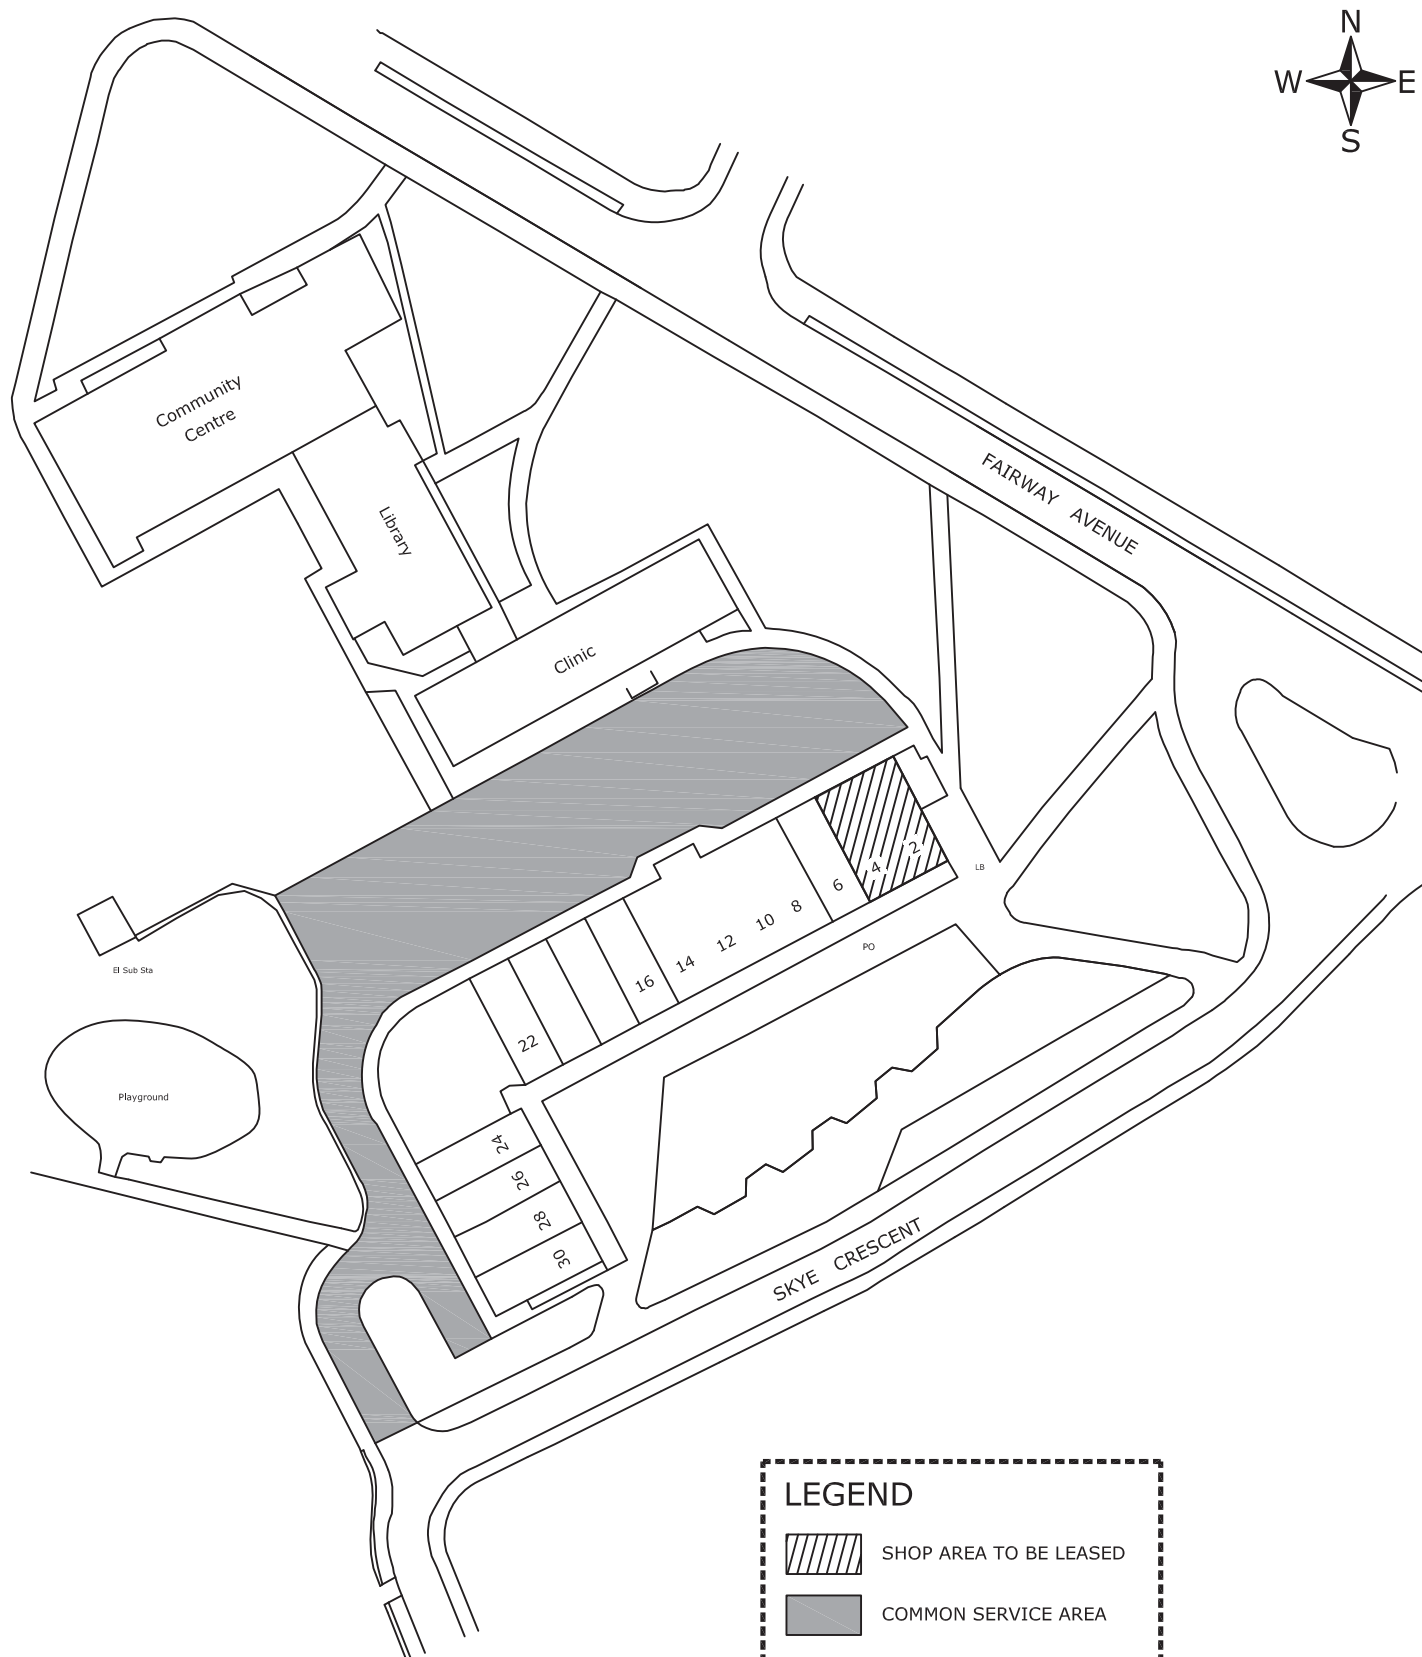 N
W E
S
Community
Centre
FAIRWAY AVENUE
Library
Clinic
2
4
6
8
10
12
14
16
22
LB
PO
El Sub Sta
Playground
24
26
28
30
SKYE CRESCENT
LEGEND
SHOP AREA TO BE LEASED
COMMON SERVICE AREA